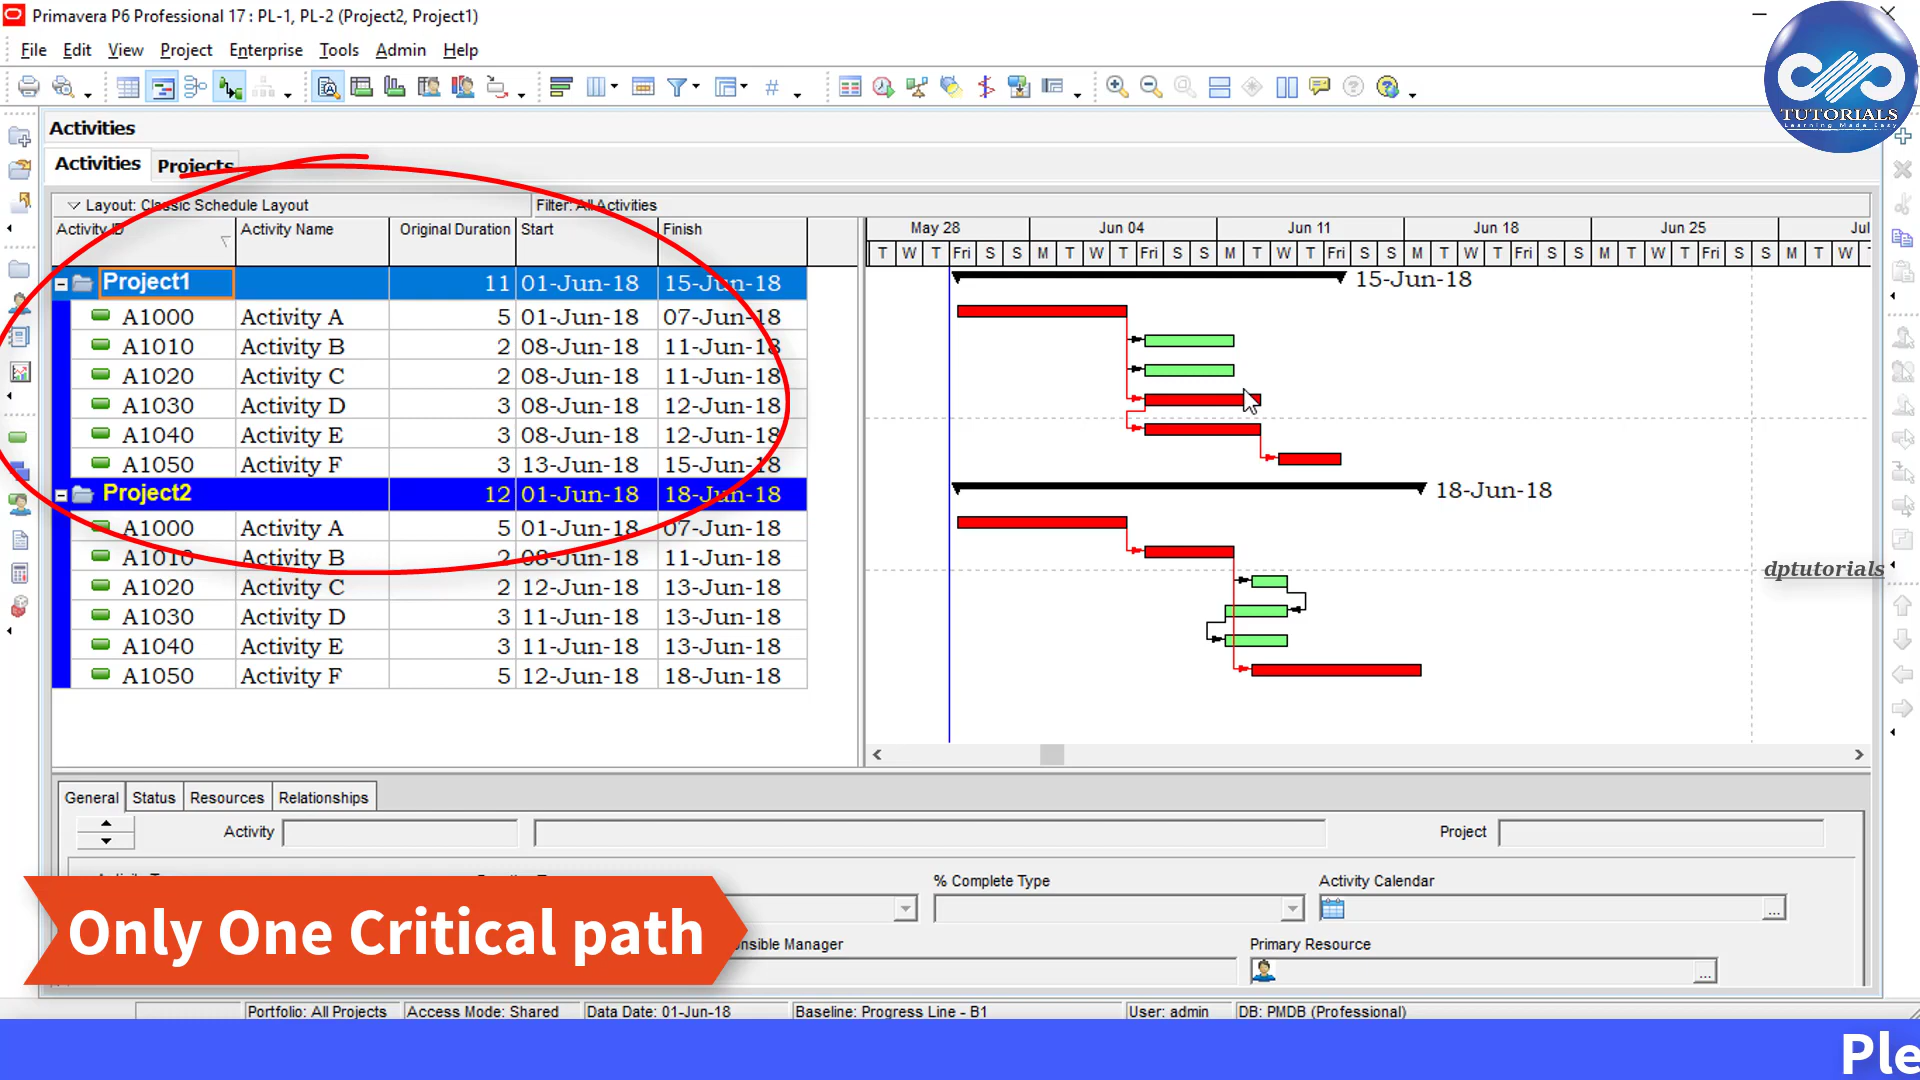 Primavera P6 Professional 17 : PL-1, PL-2 (Project2, Project1)
File Edit View Project Enterprise Tools Admin Help
TUTORIALS
Learning Made Easy
Activities
Activities Projects
Layout: Classic Schedule Layout Filter: All Activities
Activity ID Activity Name Original Duration Start Finish
May 28 Jun 04 Jun 11 Jun 18 Jun 25 Jul
T W T Fri S S M T W T Fri S S M T W T Fri S S M T W T Fri S S M T W T Fri S S M T W T
Project1 11 01-Jun-18 15-Jun-18 15-Jun-18
A1000 Activity A 5 01-Jun-18 07-Jun-18
A1010 Activity B 2 08-Jun-18 11-Jun-18
A1020 Activity C 2 08-Jun-18 11-Jun-18
A1030 Activity D 3 08-Jun-18 12-Jun-18
A1040 Activity E 3 08-Jun-18 12-Jun-18
A1050 Activity F 3 13-Jun-18 15-Jun-18
Project2 12 01-Jun-18 18-Jun-18 18-Jun-18
A1000 Activity A 5 01-Jun-18 07-Jun-18
A1010 Activity B 2 08-Jun-18 11-Jun-18
A1020 Activity C 2 12-Jun-18 13-Jun-18
A1030 Activity D 3 11-Jun-18 13-Jun-18
A1040 Activity E 3 11-Jun-18 13-Jun-18
A1050 Activity F 5 12-Jun-18 18-Jun-18
dptutorials
General Status Resources Relationships
Activity Project
% Complete Type Activity Calendar
Only One Critical path
onsible Manager Primary Resource
Portfolio: All Projects Access Mode: Shared Data Date: 01-Jun-18 Baseline: Progress Line - B1 User: admin DB: PMDB (Professional)
Ple